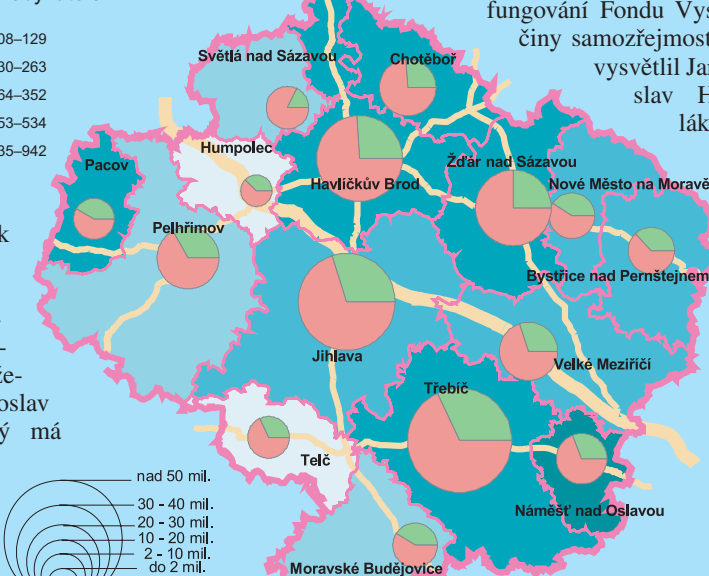 fungování Fondu Vys
činy samozřejmost
vysvětlil Jar
slav H
lák
08–129
30–263
64–352
53–534
35–942
Světlá nad Sázavou
Chotěboř
Humpolec
Pacov
Havlíčkův Brod
Žďár nad Sázavou
Nové Město na Moravě
Pelhřimov
Bystřice nad Pernštejnem
k
Jihlava
Velké Meziříčí
-
že-
oslav
ý má
Třebíč
Telč
Náměšť nad Oslavou
Moravské Budějovice
nad 50 mil.
30 - 40 mil.
20 - 30 mil.
10 - 20 mil.
2 - 10 mil.
do 2 mil.